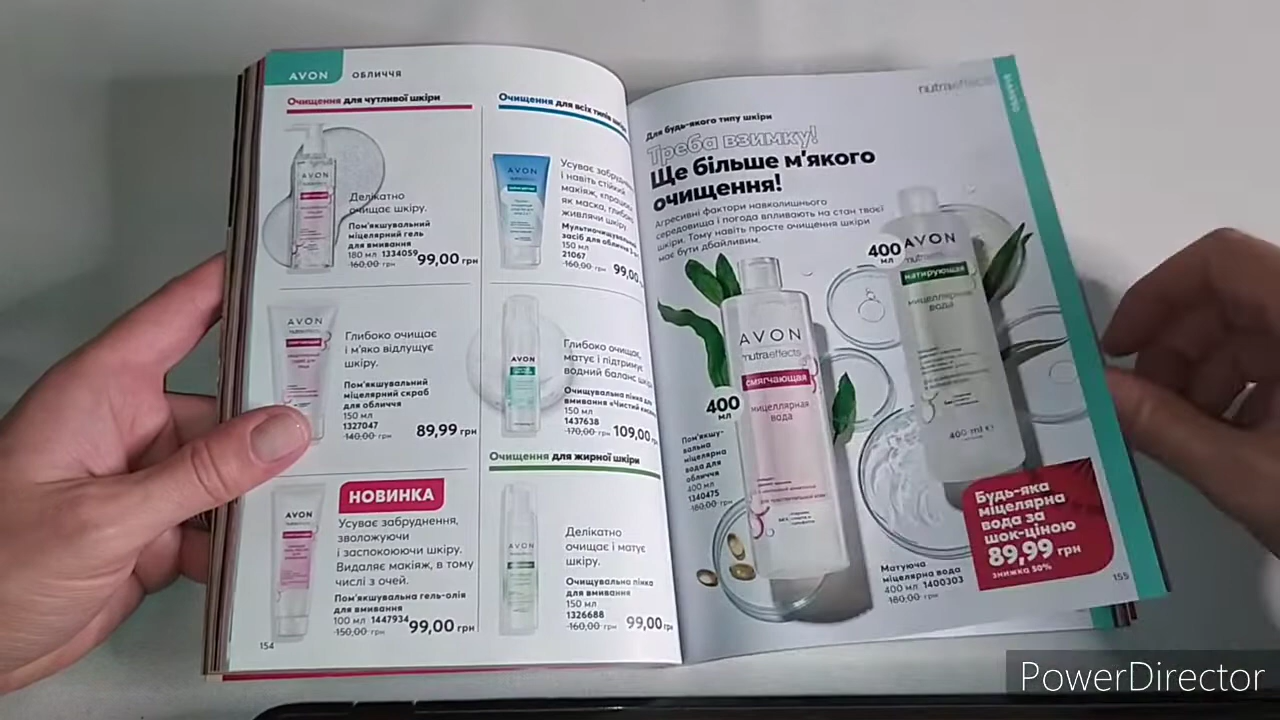 AVON ОБЛИЧЧЯ
Очищення для чутливої шкіри
Делікатно
очищає шкіру.
Пом'якшувальний
міцелярний гель
для вмивання
180 мл 1334059
160,00 грн 99,00 грн
Глибоко очищає
і м'яко відлущує
шкіру.
Пом'якшувальний
міцелярний скраб
для обличчя
150 мл
1327047
140,00 грн 89,99 грн
AVON
НОВИНКА
Усуває забруднення,
зволожуючи
і заспокоюючи шкіру.
Видаляє макіяж, в тому
числі з очей.
Пом'якшувальна гель-олія
для вмивання
100 мл 1447934
150,00 грн 99,00 грн
154
Очищення для всіх типів
AVON
Усуває забруднення
і навіть стійкий
макіяж,
як маска, глибоко
живлячи шкіру
Мультиочищувальний
засіб для обличчя
150 мл
21067
160,00 грн 99,00
AVON
Глибоко очищає,
матує і підтримує
водний баланс
Очищувальна пінка для
вмивання «Чистий
150 мл
1437638
170,00 грн 109,00
Очищення для жирної шкіри
AVON
Делікатно
очищає і матує
шкіру.
Очищувальна пінка
для вмивання
150 мл
1326688
160,00 грн 99,00 грн
nutraeffects
Для будь-якого типу шкіри
Треба взимку!
Ще більше м'якого
очищення!
Агресивні фактори навколишнього
середовища і погода впливають на стан твоєї
шкіри. Тому навіть просте очищення шкіри
має бути дбайливим.
400
мл
AVON
nutraeffects
матирующая
мицеллярная
вода
400 ml e
AVON
nutraeffects
смягчающая
мицеллярная
вода
400
мл
Пом'якшу-
вальна
міцелярна
вода для
обличчя
400 мл
1340475
180,00 грн
Матуюча
міцелярна вода
400 мл 1400303
180,00 грн
Будь-яка
міцелярна
вода за
шок-ціною
89,99 грн
знижка 50%
155
PowerDirector